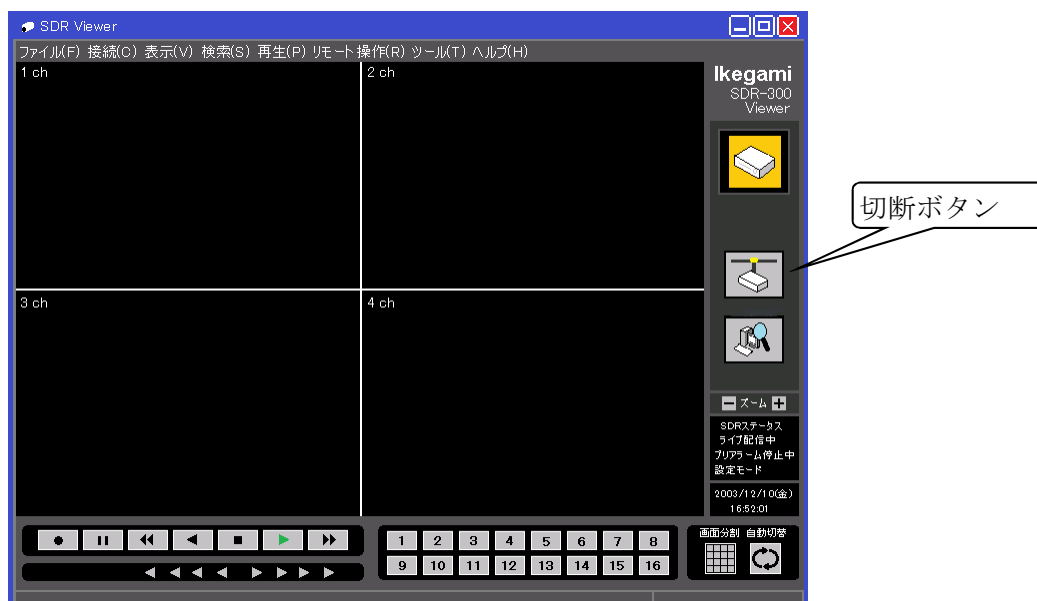 SDR Viewer
ファイル(F) 接続(C) 表示(V) 検索(S) 再生(P) リモート操作(R) ツール(T) ヘルプ(H)
1 ch
2 ch
Ikegami
SDR-300
Viewer
切断ボタン
3 ch
4 ch
ズーム
SDRステータス
ライブ配信中
プリアラーム停止中
設定モード
2003/12/10(金)
16:52:01
画面分割 自動切替
1 2 3 4 5 6 7 8
9 10 11 12 13 14 15 16